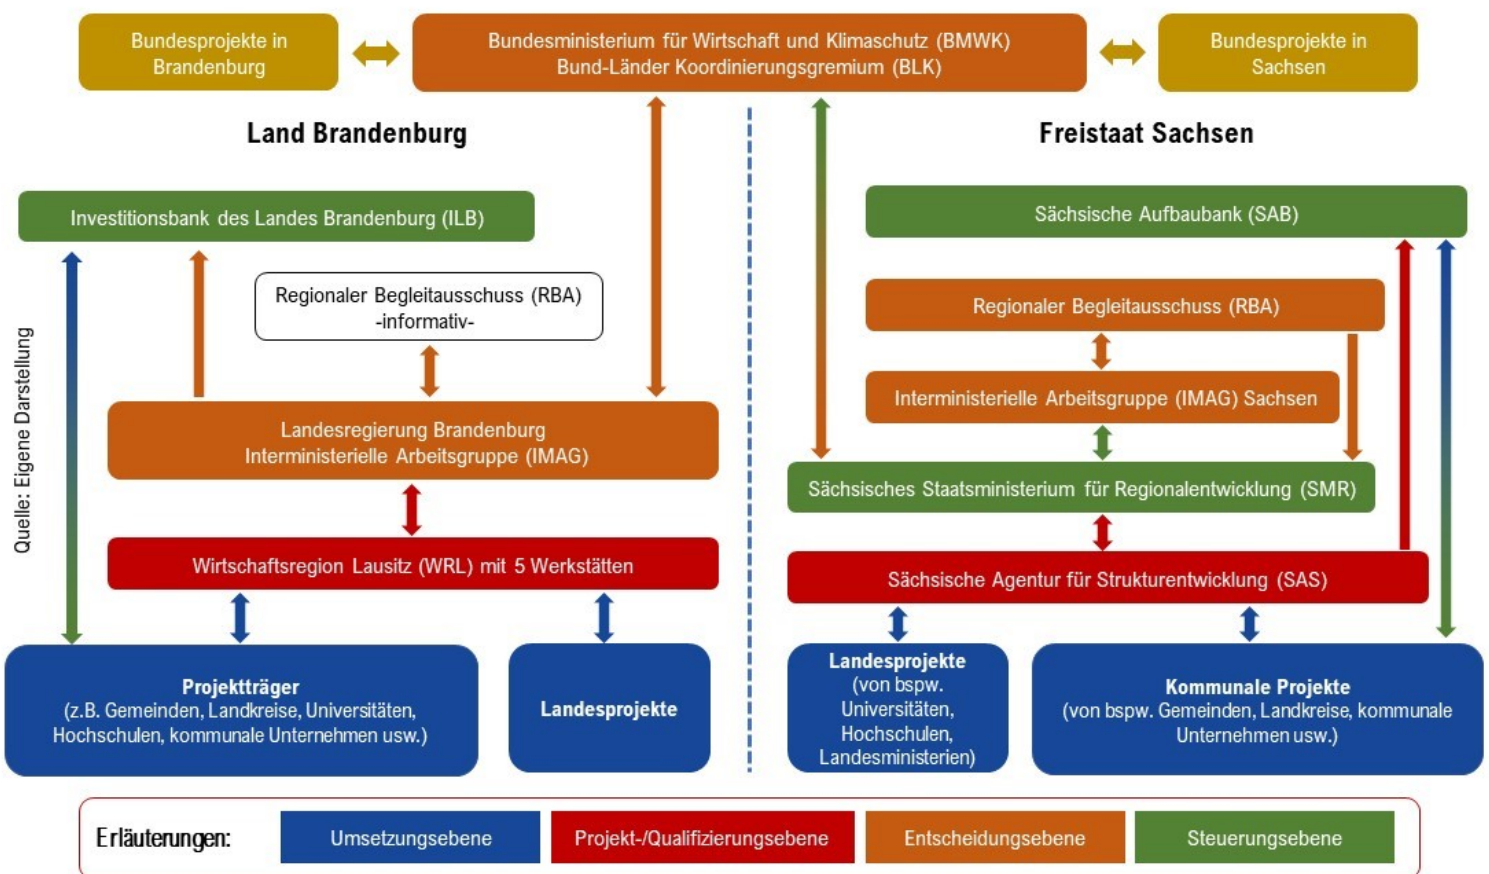 Bundesprojekte in
Brandenburg
Bundesministerium für Wirtschaft und Klimaschutz (BMWK)
Bund-Länder Koordinierungsgremium (BLK)
Bundesprojekte in
Sachsen
Land Brandenburg
Investitionsbank des Landes Brandenburg (ILB)
Regionaler Begleitausschuss (RBA)
-informativ-
Landesregierung Brandenburg
Interministerielle Arbeitsgruppe (IMAG)
Wirtschaftsregion Lausitz (WRL) mit 5 Werkstätten
Projektträger
(z.B. Gemeinden, Landkreise, Universitäten,
Hochschulen, kommunale Unternehmen usw.)
Landesprojekte
Quelle: Eigene Darstellung
Freistaat Sachsen
Sächsische Aufbaubank (SAB)
Regionaler Begleitausschuss (RBA)
Interministerielle Arbeitsgruppe (IMAG) Sachsen
Sächsisches Staatsministerium für Regionalentwicklung (SMR)
Sächsische Agentur für Strukturentwicklung (SAS)
Landesprojekte
(von bspw.
Universitäten,
Hochschulen,
Landesministerien)
Kommunale Projekte
(von bspw. Gemeinden, Landkreise, kommunale
Unternehmen usw.)
Erläuterungen:
Umsetzungsebene
Projekt-/Qualifizierungsebene
Entscheidungsebene
Steuerungsebene